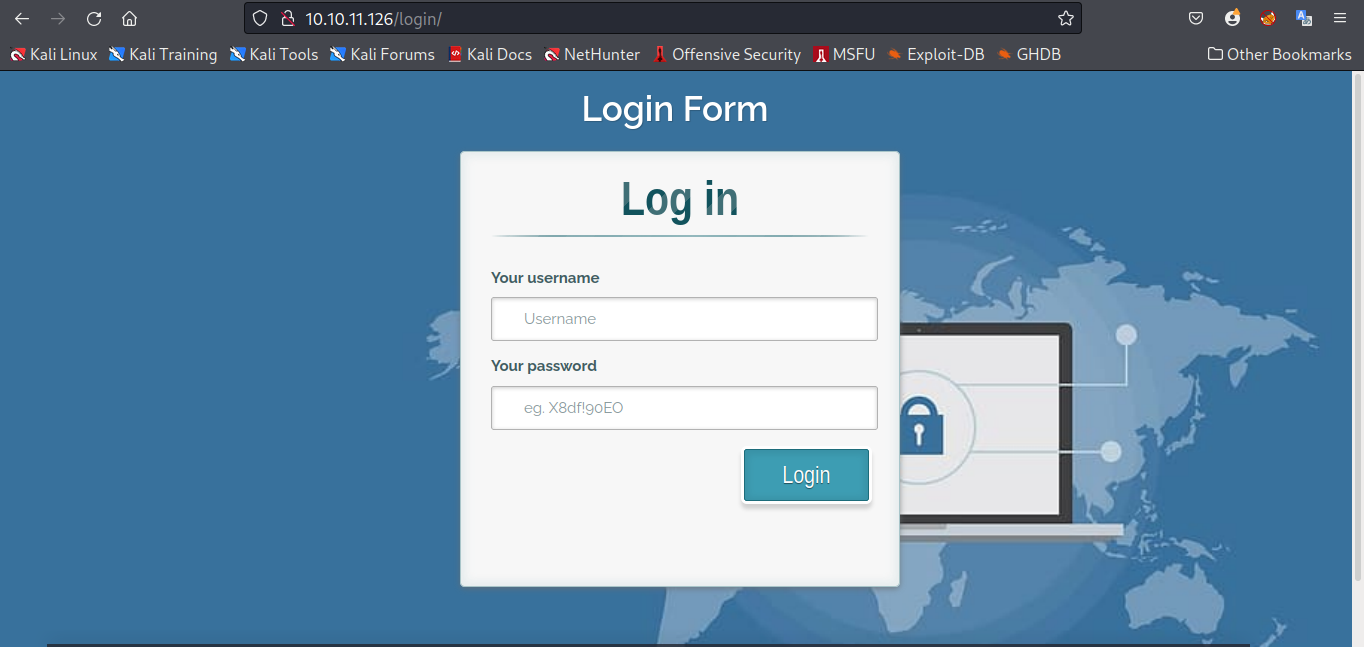 10.10.11.126/login/
Kali Linux Kali Training Kali Tools Kali Forums Kali Docs NetHunter Offensive Security MSFU Exploit-DB GHDB Other Bookmarks
Login Form
Log in
Your username
Username
Your password
eg. X8df!90EO
Login